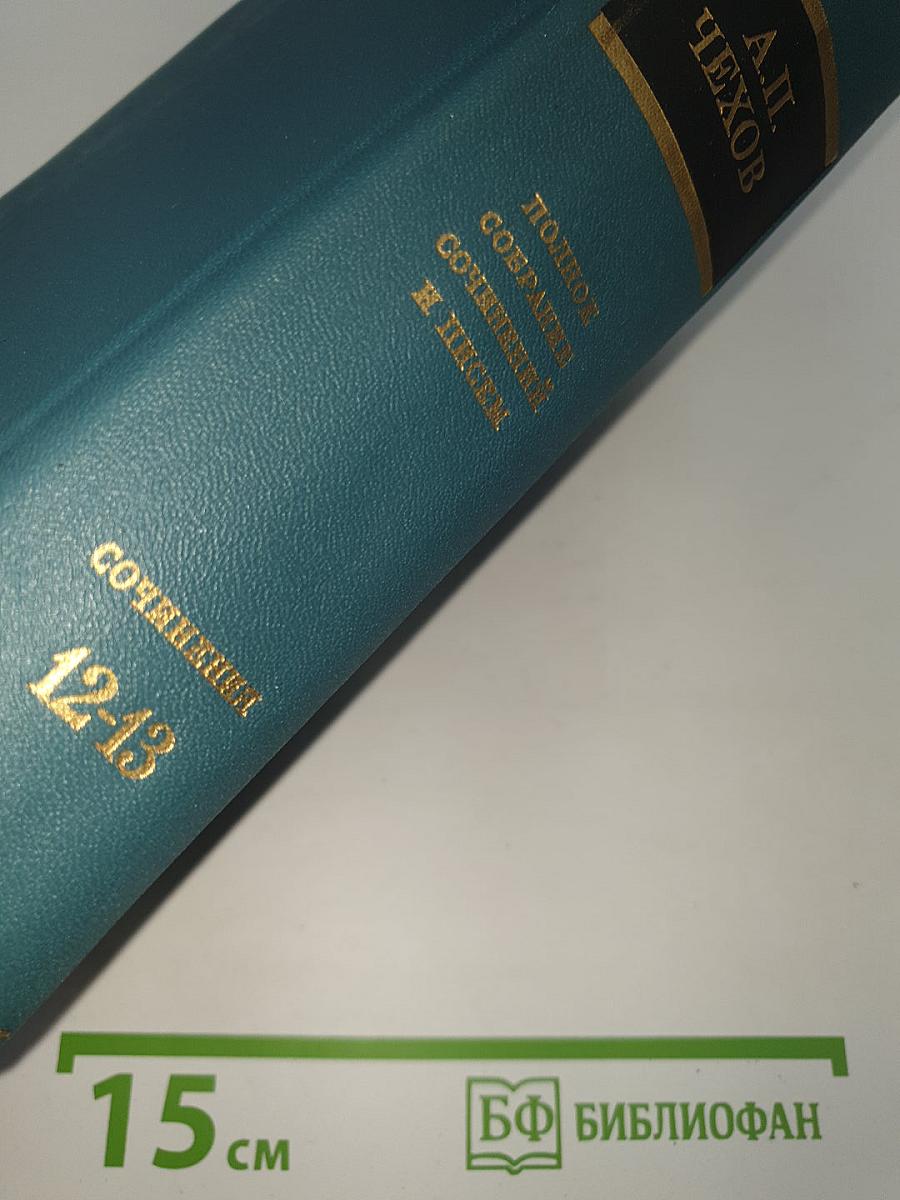 А.П.
ЧЕХОВ
ПОЛНОЕ
СОБРАНИЕ
СОЧИНЕНИЙ
И ПИСЕМ
СОЧИНЕНИЯ
12-13
15 см
БФ БИБЛИОФАН